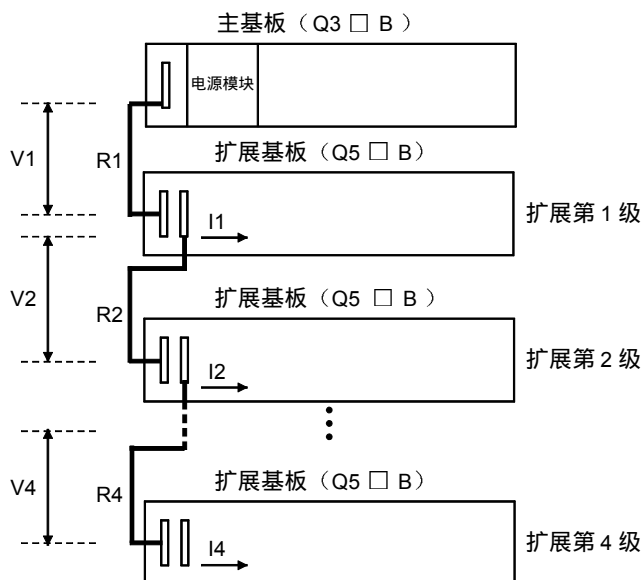 主基板（Q3 □ B）
电源模块
V1
R1
扩展基板（Q5 □ B）
I1
扩展第 1 级
V2
R2
扩展基板（Q5 □ B）
I2
扩展第 2 级
V4
R4
扩展基板（Q5 □ B）
I4
扩展第 4 级